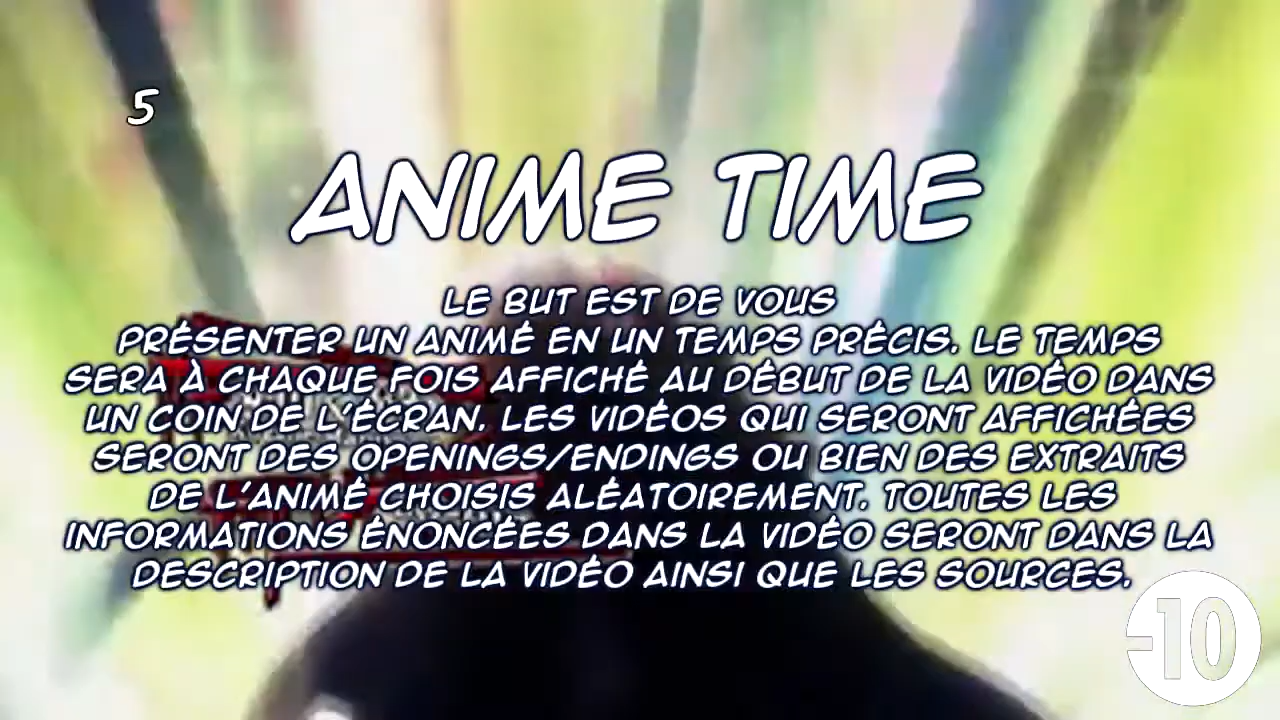 5
ANIME TIME
LE BUT EST DE VOUS
PRÉSENTER UN ANIMÉ EN UN TEMPS PRÉCIS. LE TEMPS
SERA À CHAQUE FOIS AFFICHÉ AU DÉBUT DE LA VIDÉO DANS
UN COIN DE L'ÉCRAN. LES VIDÉOS QUI SERONT AFFICHÉES
SERONT DES OPENINGS/ENDINGS OU BIEN DES EXTRAITS
DE L'ANIMÉ CHOISIS ALÉATOIREMENT. TOUTES LES
INFORMATIONS ÉNONCÉES DANS LA VIDÉO SERONT DANS LA
DESCRIPTION DE LA VIDÉO AINSI QUE LES SOURCES.
-10